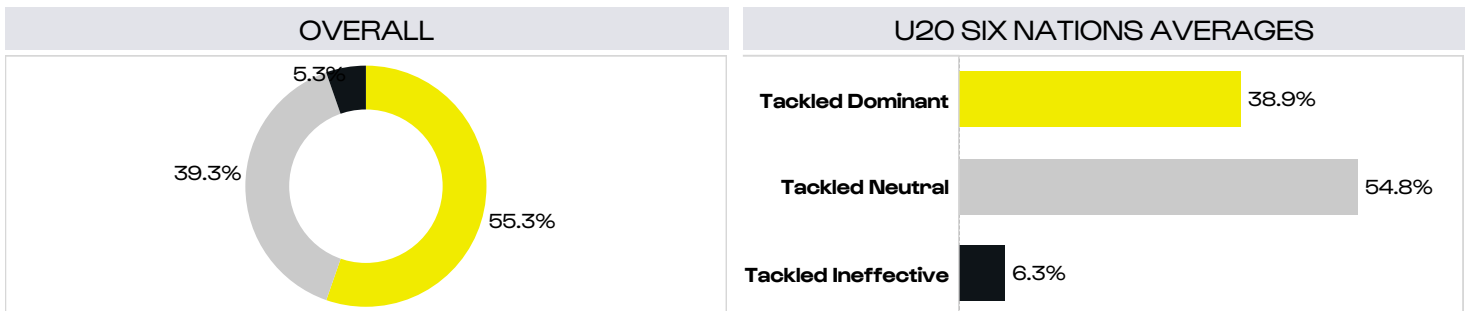 OVERALL
5.3%
39.3%
55.3%
U20 SIX NATIONS AVERAGES
Tackled Dominant 38.9%
Tackled Neutral 54.8%
Tackled Ineffective 6.3%